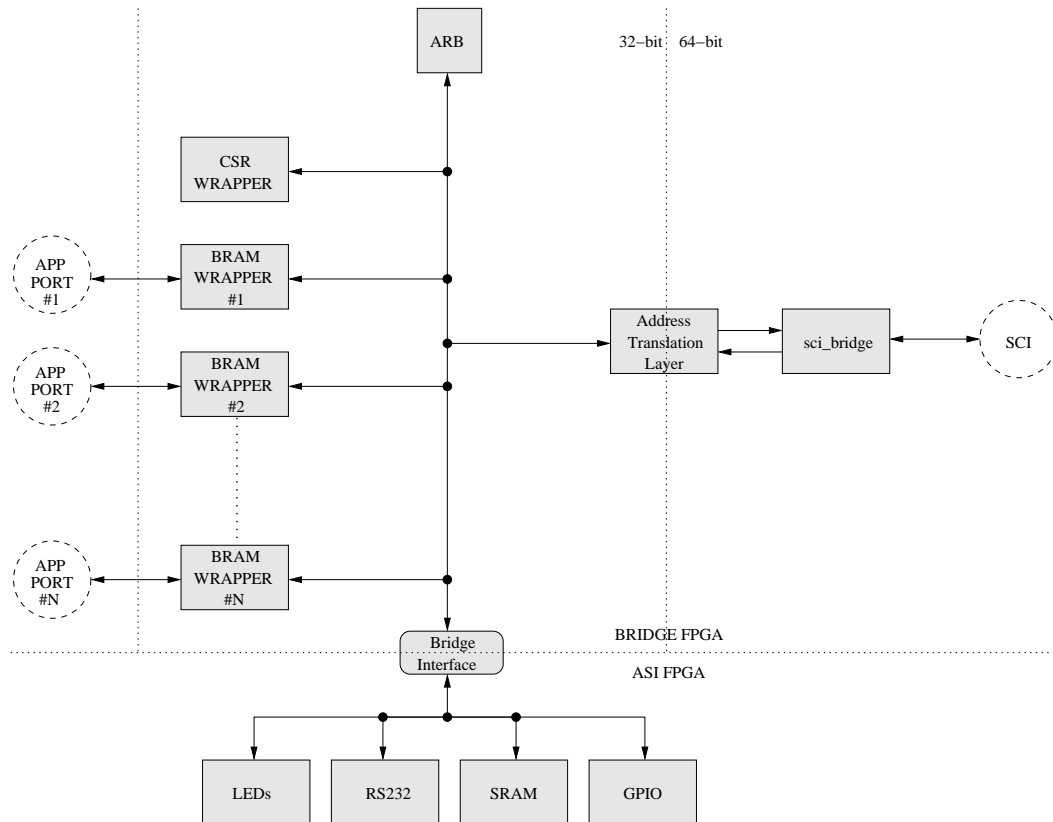 ARB
32−bit
64−bit
CSR
WRAPPER
APP
PORT
#1
BRAM
WRAPPER
#1
Address
Translation
Layer
sci_bridge
SCI
APP
PORT
#2
BRAM
WRAPPER
#2
APP
PORT
#N
BRAM
WRAPPER
#N
Bridge
Interface
BRIDGE FPGA
ASI FPGA
LEDs
RS232
SRAM
GPIO